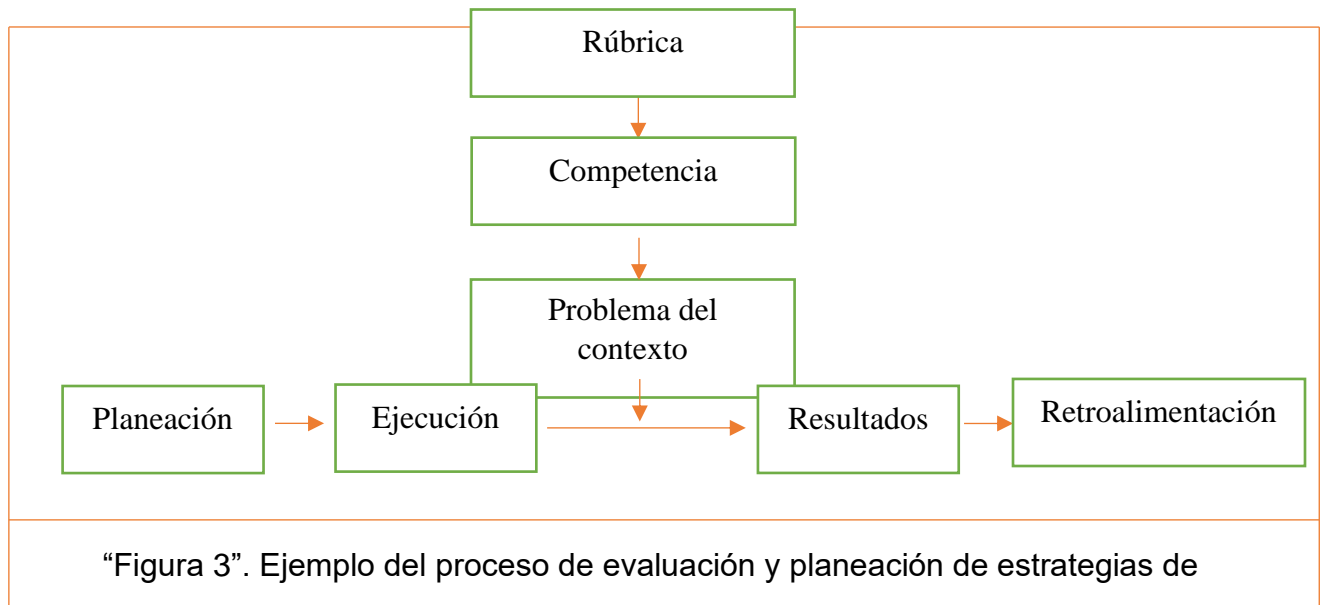 Rúbrica
Competencia
Problema del
contexto
Planeación
Ejecución
Resultados
Retroalimentación
“Figura 3”. Ejemplo del proceso de evaluación y planeación de estrategias de